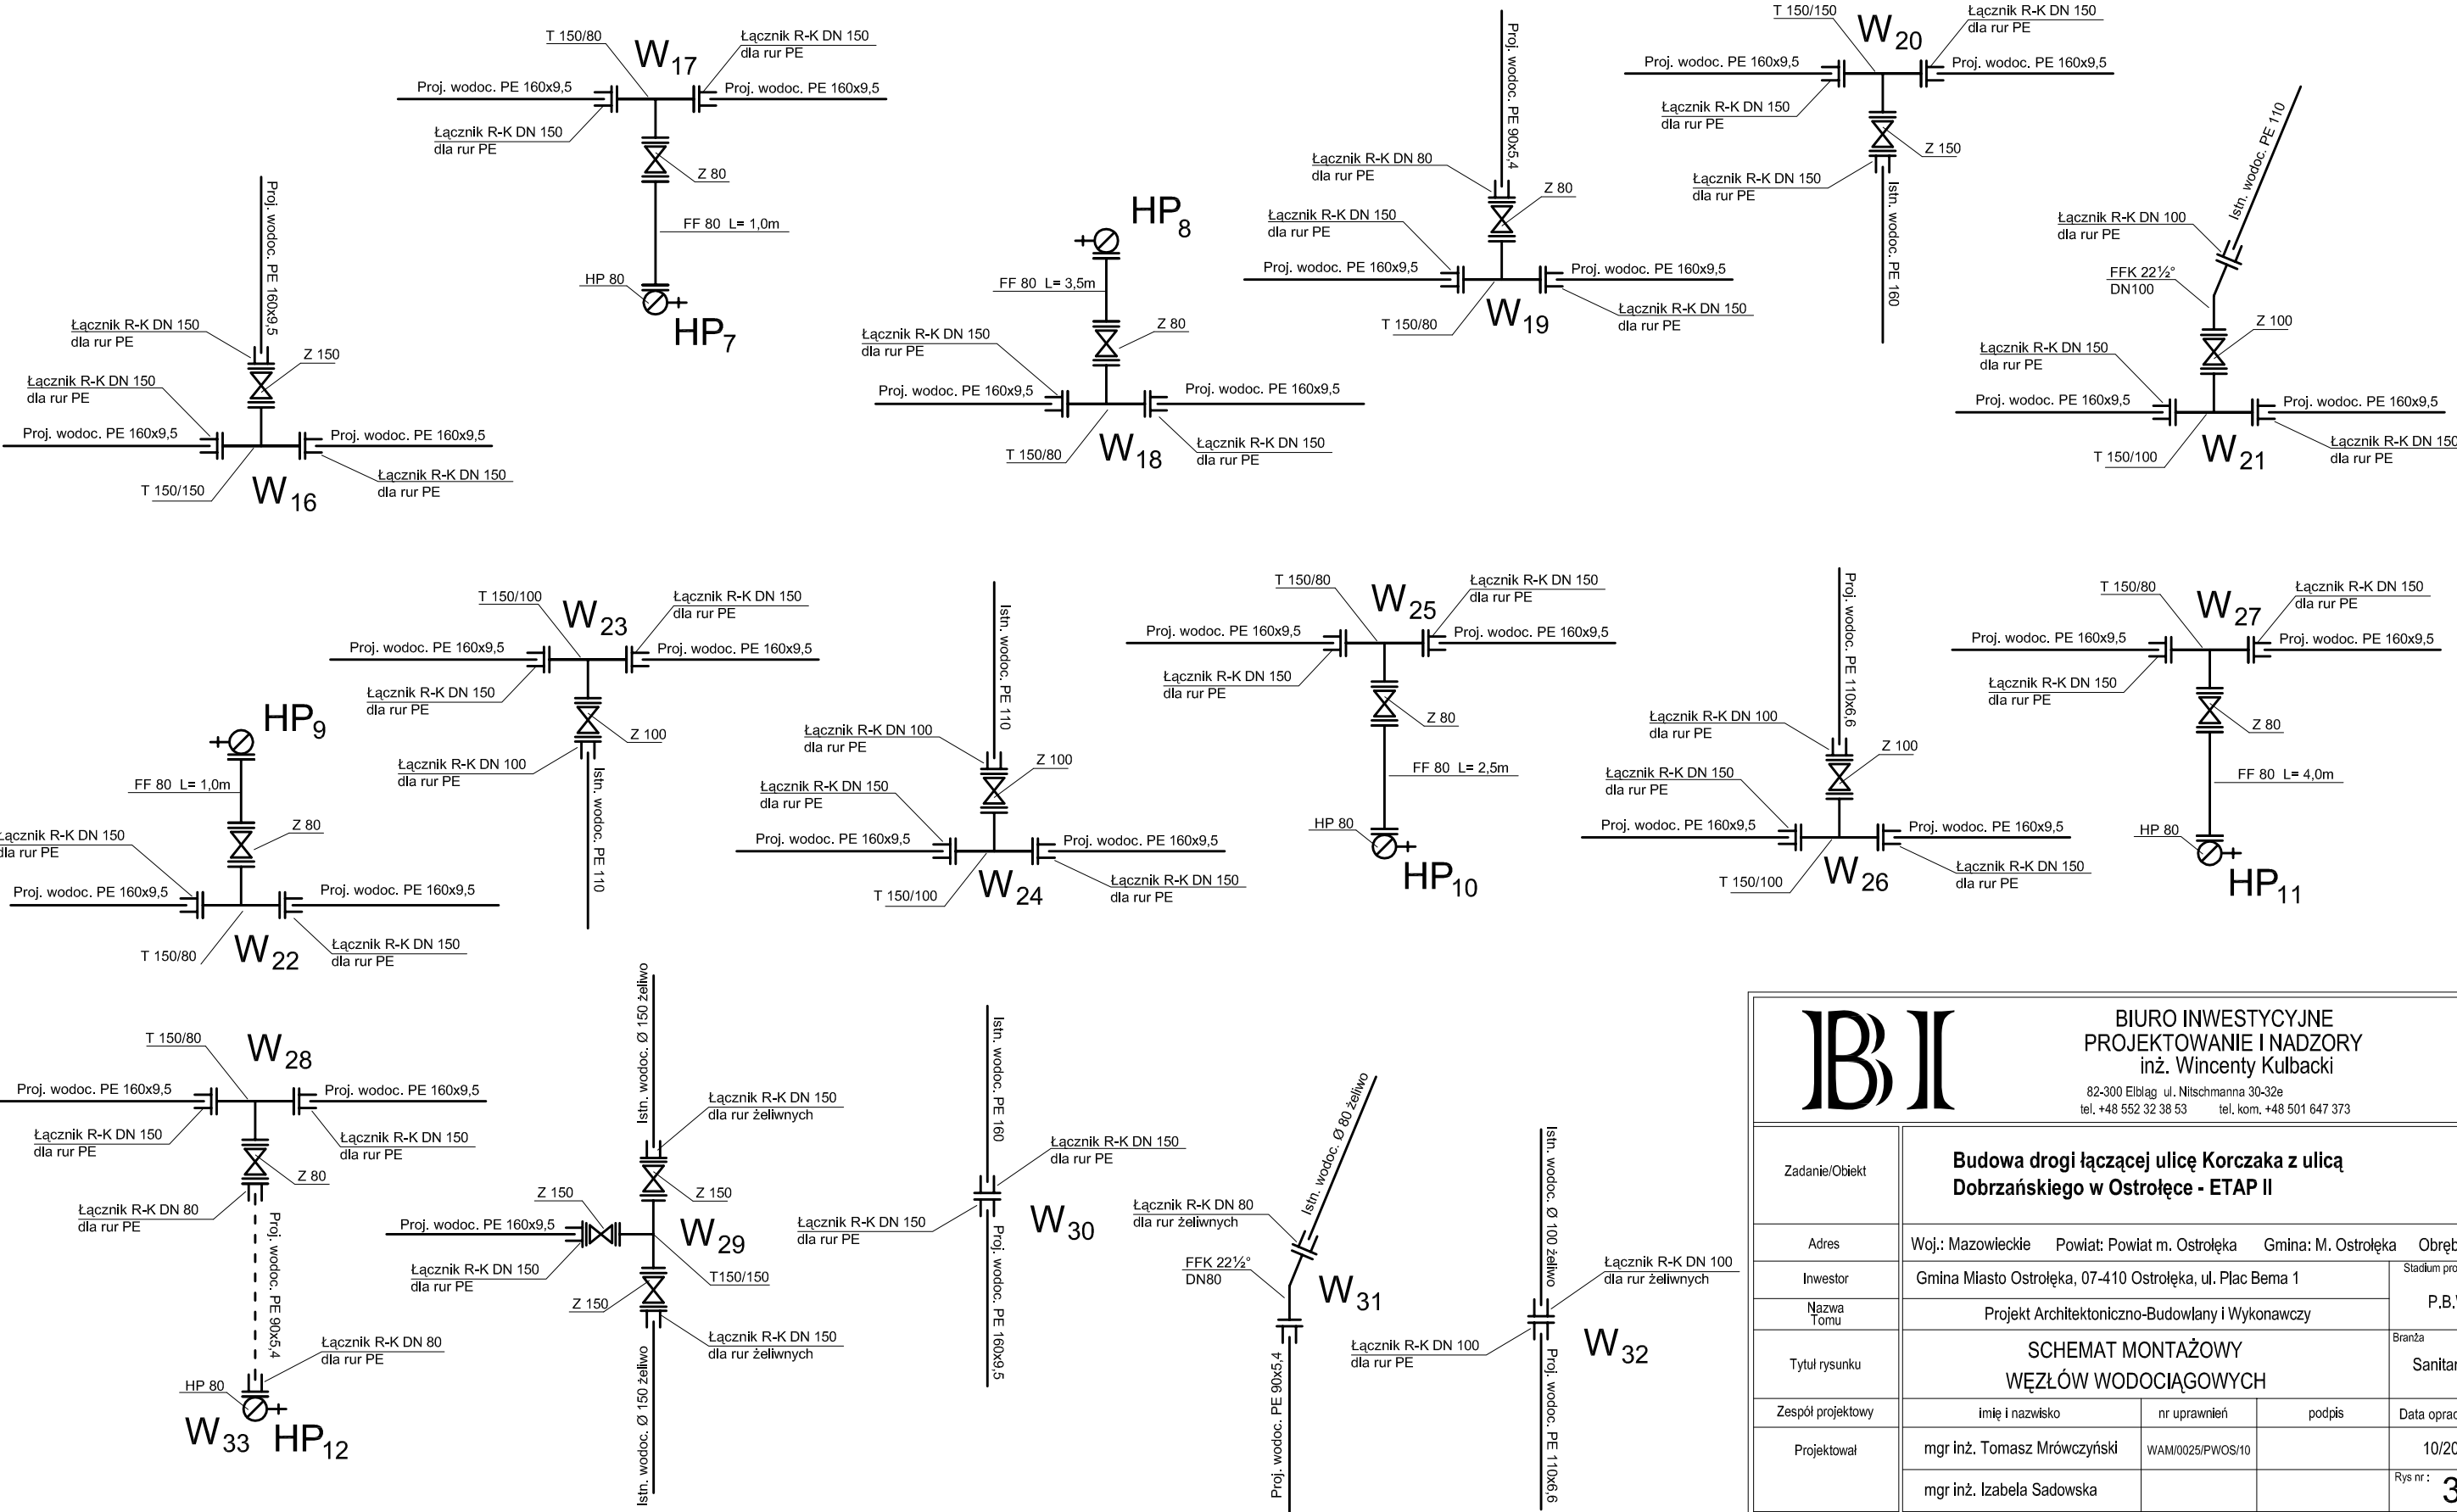 T 150/80
W17
Łącznik R-K DN 150
dla rur PE
Proj. wodoc. PE 160x9,5
Proj. wodoc. PE 160x9,5
Łącznik R-K DN 150
dla rur PE
Z 80
FF 80 L= 1,0m
HP 80
HP7
Proj. wodoc. PE 160x9,5
Łącznik R-K DN 150
dla rur PE
Z 150
Łącznik R-K DN 150
dla rur PE
Proj. wodoc. PE 160x9,5
Proj. wodoc. PE 160x9,5
Łącznik R-K DN 150
dla rur PE
T 150/150
W16
HP8
FF 80 L= 3,5m
Z 80
Łącznik R-K DN 150
dla rur PE
Proj. wodoc. PE 160x9,5
Proj. wodoc. PE 160x9,5
Łącznik R-K DN 150
dla rur PE
T 150/80
W18
Proj. wodoc. PE 90x5,4
Łącznik R-K DN 80
dla rur PE
Z 80
Łącznik R-K DN 150
dla rur PE
Proj. wodoc. PE 160x9,5
Proj. wodoc. PE 160x9,5
Łącznik R-K DN 150
dla rur PE
T 150/80
W19
T 150/150
W20
Łącznik R-K DN 150
dla rur PE
Proj. wodoc. PE 160x9,5
Proj. wodoc. PE 160x9,5
Łącznik R-K DN 150
dla rur PE
Z 150
Łącznik R-K DN 150
dla rur PE
Istn. wodoc. PE 160
Istn. wodoc. PE 110
Łącznik R-K DN 100
dla rur PE
FFK 22½°
DN100
Z 100
Łącznik R-K DN 150
dla rur PE
Proj. wodoc. PE 160x9,5
Proj. wodoc. PE 160x9,5
Łącznik R-K DN 150
dla rur PE
T 150/100
W21
HP9
FF 80 L= 1,0m
Z 80
Łącznik R-K DN 150
dla rur PE
Proj. wodoc. PE 160x9,5
Proj. wodoc. PE 160x9,5
Łącznik R-K DN 150
dla rur PE
T 150/80
W22
T 150/100
W23
Łącznik R-K DN 150
dla rur PE
Proj. wodoc. PE 160x9,5
Proj. wodoc. PE 160x9,5
Łącznik R-K DN 150
dla rur PE
Z 100
Łącznik R-K DN 100
dla rur PE
Istn. wodoc. PE 110
Istn. wodoc. PE 110
Łącznik R-K DN 100
dla rur PE
Z 100
Łącznik R-K DN 150
dla rur PE
Proj. wodoc. PE 160x9,5
Proj. wodoc. PE 160x9,5
Łącznik R-K DN 150
dla rur PE
T 150/100
W24
T 150/80
W25
Łącznik R-K DN 150
dla rur PE
Proj. wodoc. PE 160x9,5
Proj. wodoc. PE 160x9,5
Łącznik R-K DN 150
dla rur PE
Z 80
FF 80 L= 2,5m
HP 80
HP10
Proj. wodoc. PE 110x6,6
Łącznik R-K DN 100
dla rur PE
Z 100
Łącznik R-K DN 150
dla rur PE
Proj. wodoc. PE 160x9,5
Proj. wodoc. PE 160x9,5
Łącznik R-K DN 150
dla rur PE
T 150/100
W26
T 150/80
W27
Łącznik R-K DN 150
dla rur PE
Proj. wodoc. PE 160x9,5
Proj. wodoc. PE 160x9,5
Łącznik R-K DN 150
dla rur PE
Z 80
FF 80 L= 4,0m
HP 80
HP11
T 150/80
W28
Proj. wodoc. PE 160x9,5
Proj. wodoc. PE 160x9,5
Łącznik R-K DN 150
dla rur PE
Łącznik R-K DN 150
dla rur PE
Z 80
Łącznik R-K DN 80
dla rur PE
Proj. wodoc. PE 90x5,4
Łącznik R-K DN 80
dla rur PE
HP 80
W33
HP12
Istn. wodoc. Ø 150 żeliwo
Łącznik R-K DN 150
dla rur żeliwnych
Z 150
Z 150
Proj. wodoc. PE 160x9,5
W29
Łącznik R-K DN 150
dla rur PE
T150/150
Z 150
Łącznik R-K DN 150
dla rur żeliwnych
Istn. wodoc. Ø 150 żeliwo
Istn. wodoc. PE 160
Łącznik R-K DN 150
dla rur PE
Łącznik R-K DN 150
dla rur PE
W30
Proj. wodoc. PE 160x9,5
Istn. wodoc. Ø 80 żeliwo
Łącznik R-K DN 80
dla rur żeliwnych
FFK 22½°
DN80
W31
Proj. wodoc. PE 90x5,4
Istn. wodoc. Ø 100 żeliwo
Łącznik R-K DN 100
dla rur żeliwnych
Łącznik R-K DN 100
dla rur PE
W32
Proj. wodoc. PE 110x6,6
BI
BIURO INWESTYCYJNE
PROJEKTOWANIE I NADZORY
inż. Wincenty Kulbacki
82-300 Elbląg ul. Nitschmanna 30-32e
tel. +48 552 32 38 53 tel. kom. +48 501 647 373
Zadanie/Obiekt
Budowa drogi łączącej ulicę Korczaka z ulicą
Dobrzańskiego w Ostrołęce - ETAP II
Adres
Woj.: Mazowieckie Powiat: Powiat m. Ostrołęka Gmina: M. Ostrołęka Obręb
Inwestor
Gmina Miasto Ostrołęka, 07-410 Ostrołęka, ul. Plac Bema 1
Stadium
P.B.
Nazwa
Tomu
Projekt Architektoniczno-Budowlany i Wykonawczy
Tytuł rysunku
SCHEMAT MONTAŻOWY
WĘZŁÓW WODOCIĄGOWYCH
Branża
Zespół projektowy
imię i nazwisko
nr uprawnień
podpis
Data
Projektował
mgr inż. Tomasz Mrówczyński
WAM/0025/PWOS/10
10/20
mgr inż. Izabela Sadowska
Rys nr :